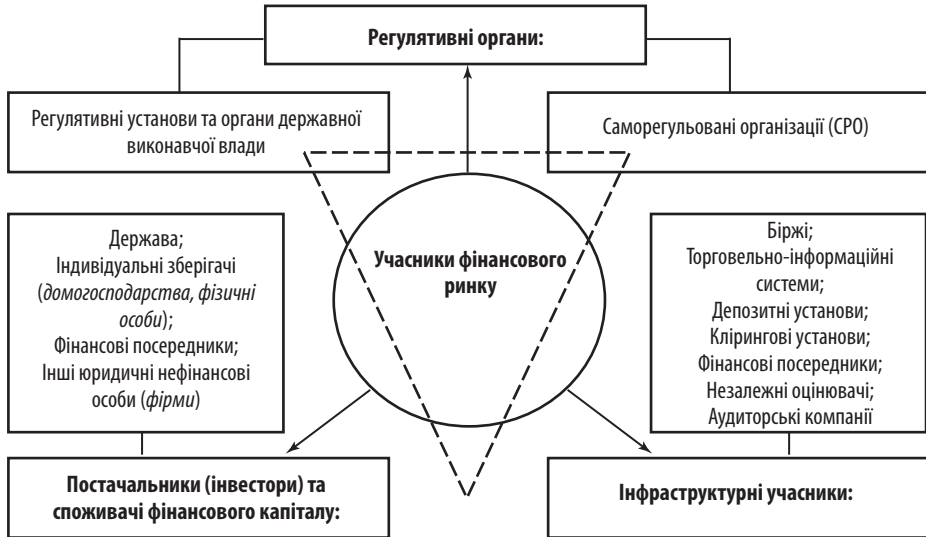 Регулятивні органи:
Регулятивні установи та органи державної
виконавчої влади
Саморегульовані організації (СРО)
Учасники фінансового
ринку
Держава;
Індивідуальні зберігачі
(домогосподарства, фізичні
особи);
Фінансові посередники;
Інші юридичні нефінансові
особи (фірми)
Біржі;
Торговельно-інформаційні
системи;
Депозитні установи;
Клірингові установи;
Фінансові посередники;
Незалежні оцінювачі;
Аудиторські компанії
Постачальники (інвестори) та
споживачі фінансового капіталу:
Інфраструктурні учасники: